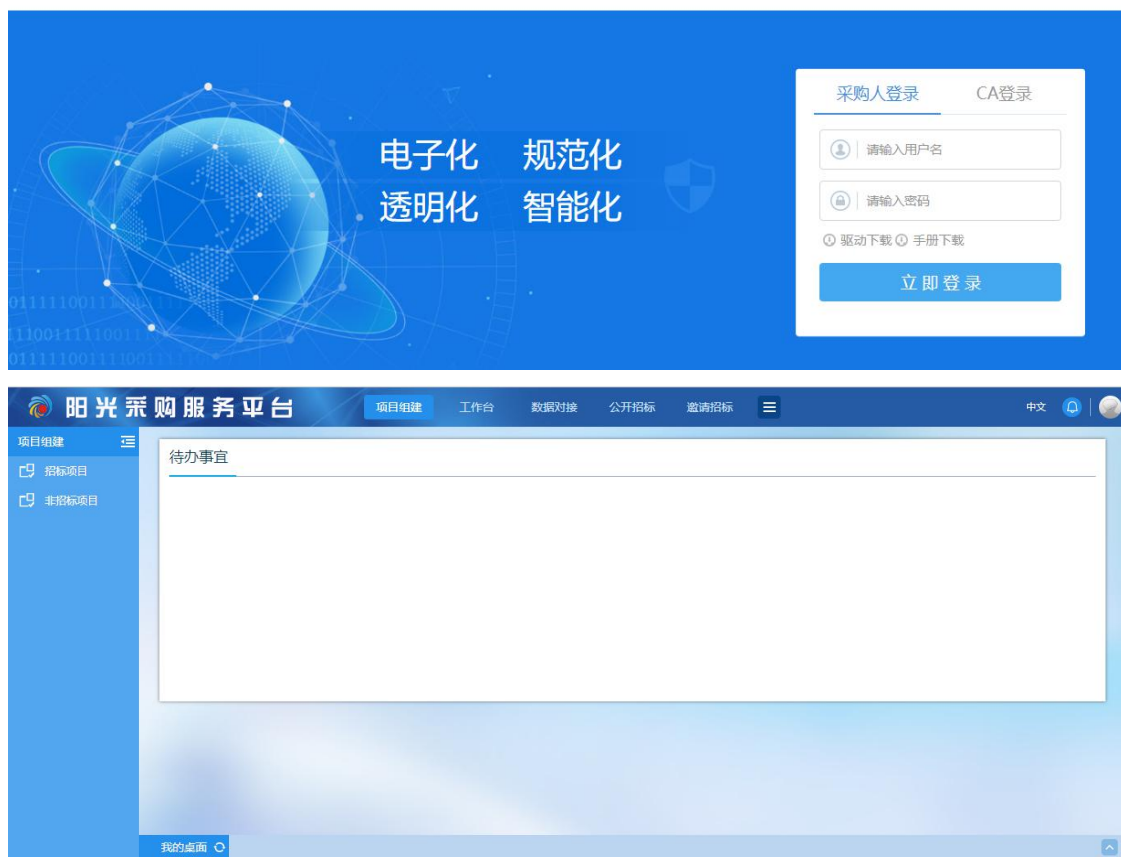 采购人登录 CA登录
电子化 规范化
请输入用户名
透明化 智能化
请输入密码
驱动下载 手册下载
立即登录
阳光采购服务平台 项目组建 工作台 数据对接 公开招标 邀请招标 中文
项目组建
待办事宜
招标项目
非招标项目
我的桌面